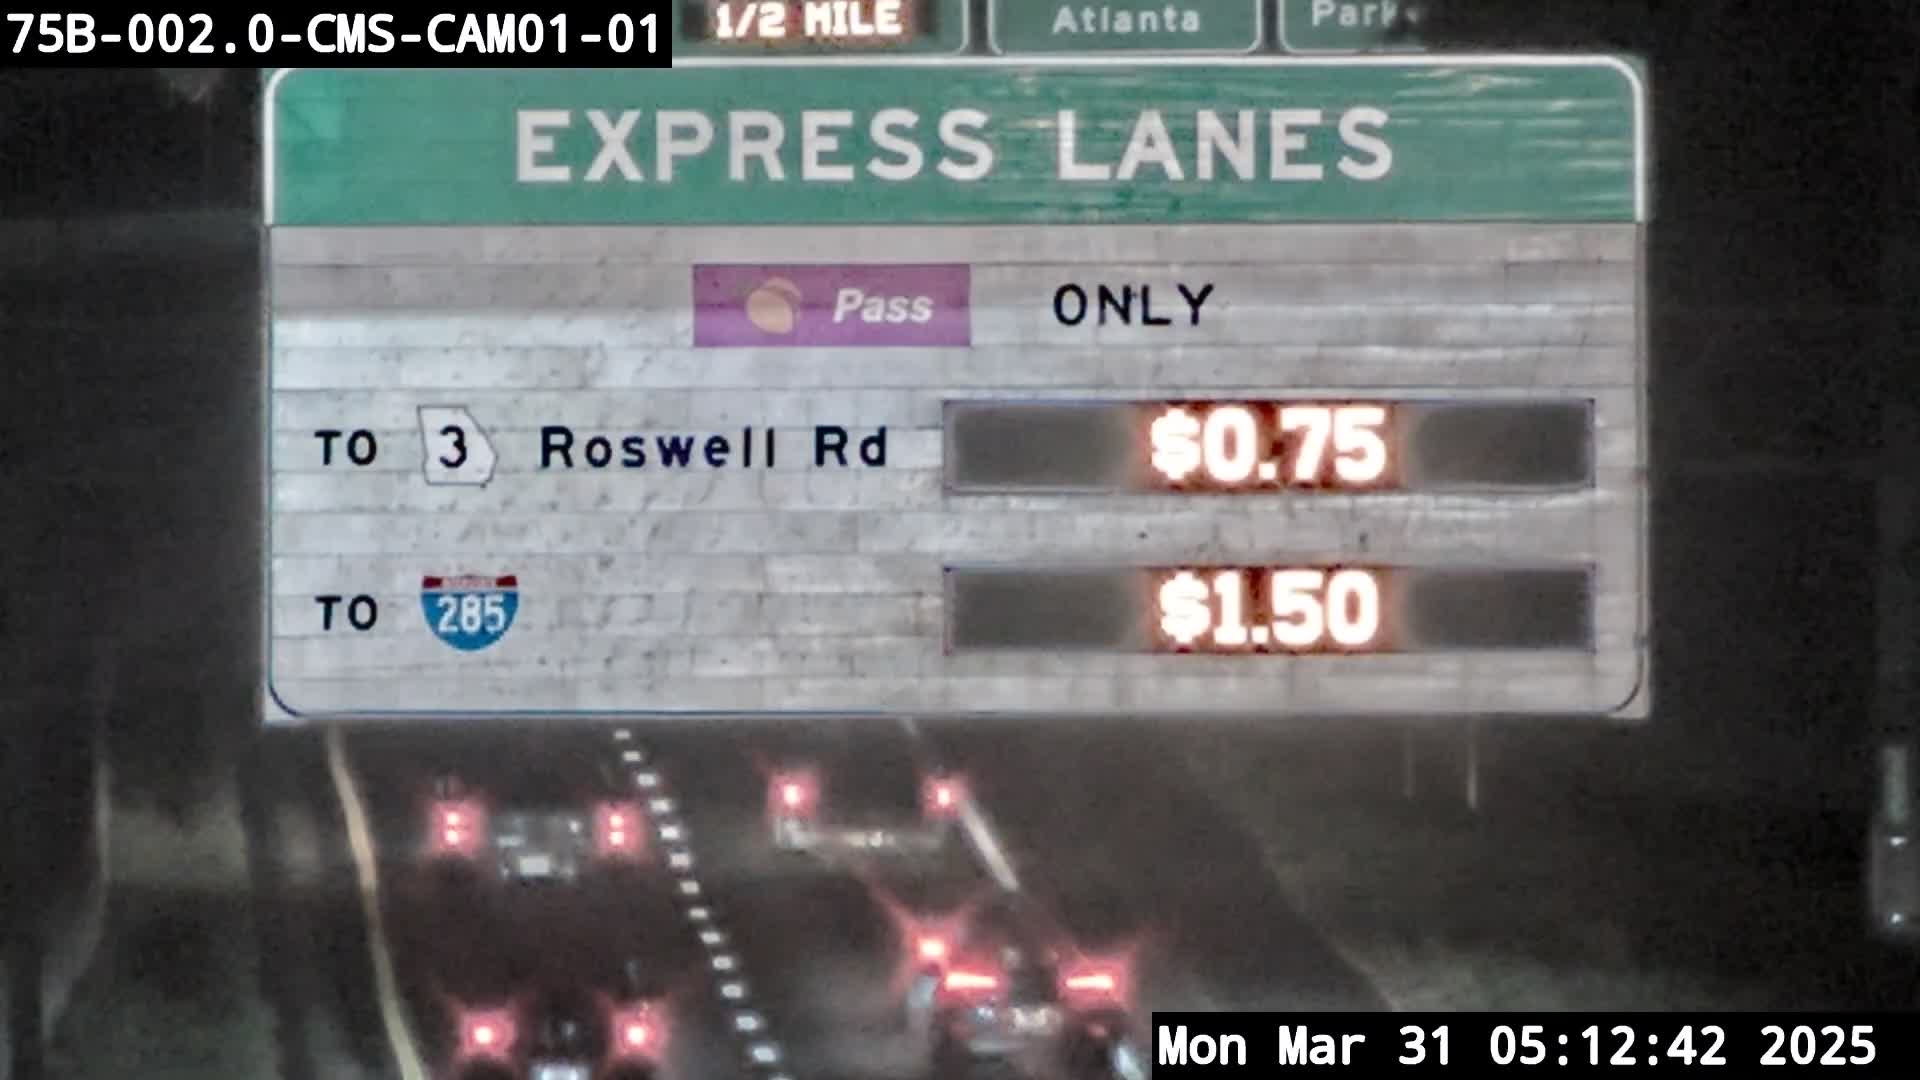 75B-002.0-CMS-CAM01-01
1/2 MILE
Atlanta
Park
EXPRESS LANES
Pass ONLY
TO 3 Roswell Rd $0.75
TO 285 $1.50
Mon Mar 31 05:12:42 2025